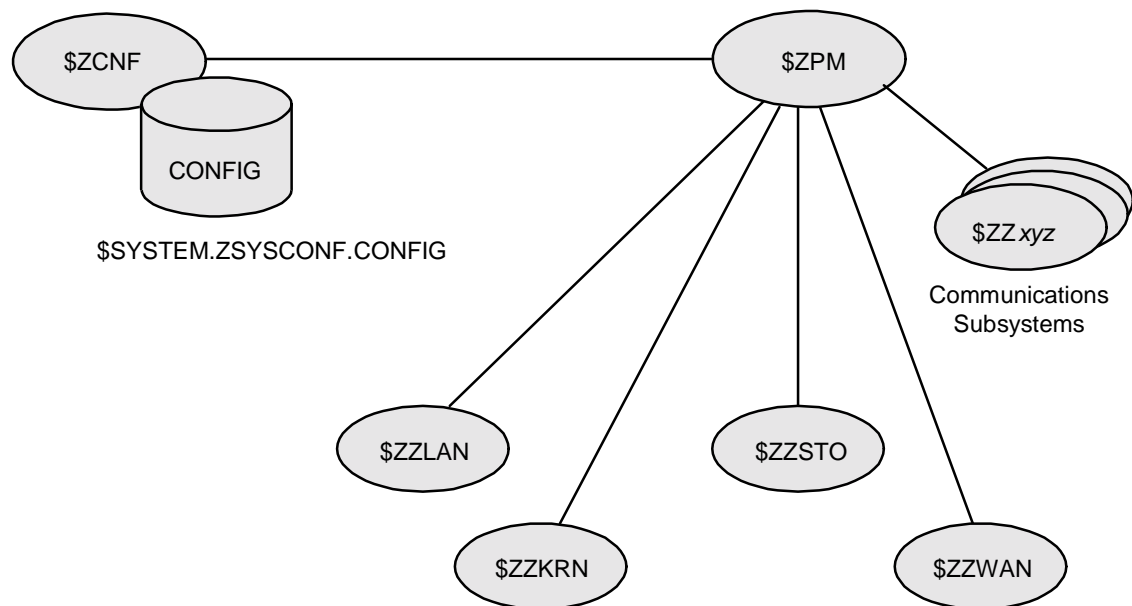 $ZCNF
$ZPM
CONFIG
$SYSTEM.ZSYSCONF.CONFIG
$ZZxyz
Communications
Subsystems
$ZZLAN
$ZZSTO
$ZZKRN
$ZZWAN